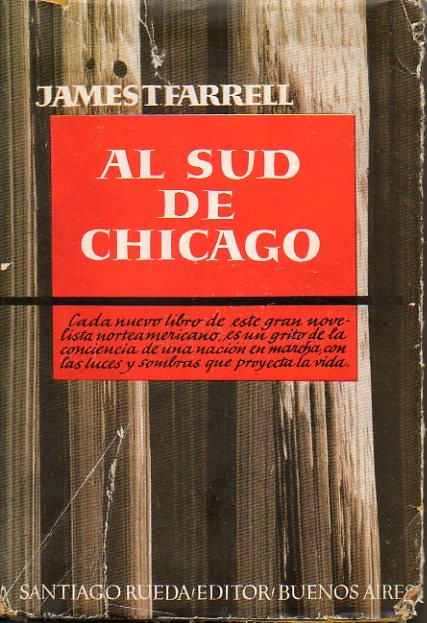 JAMES T FARRELL
AL SUD
DE
CHICAGO
Cada nuevo libro de este gran nove-
lista norteamericano, es un grito de la
conciencia de una nación en marcha, con
las luces y sombras que proyecta la vida.
SANTIAGO RUEDA/EDITOR/BUENOS AIRES